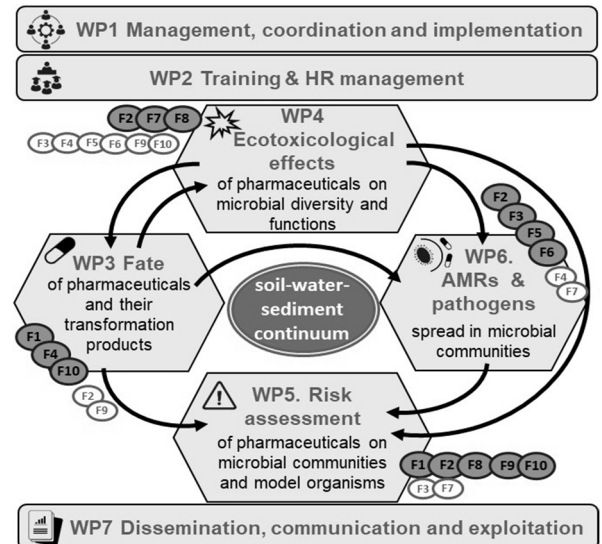 WP1 Management, coordination and implementation
WP2 Training & HR management
F2 F7 F8
F3 F4 F5 F6 F9 F10
WP4
Ecotoxicological
effects
of pharmaceuticals on
microbial diversity and
functions
WP3 Fate
of pharmaceuticals
and their
transformation
products
F1
F4
F10
F2
F9
soil-water-
sediment
continuum
F2
F3
F5
F6
F4
F7
WP6.
AMRs &
pathogens
spread in microbial
communities
WP5. Risk
assessment
of pharmaceuticals on
microbial communities
and model organisms
F1 F2 F8 F9 F10
F3 F7
WP7 Dissemination, communication and exploitation